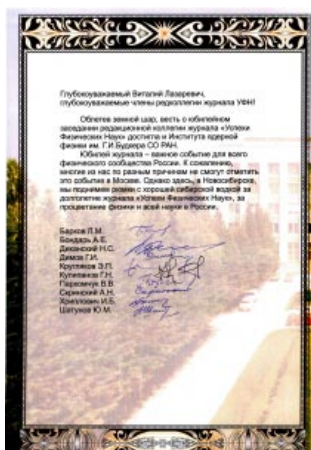 Глубокоуважаемый Виталий Лазаревич,
глубокоуважаемые члены редколлегии журнала УФН!
Облетев земной шар, весть о юбилейном
заседании редакционной коллегии журнала «Успехи
Физических Наук» достигла и Института ядерной
физики им. Г.И.Будкера СО РАН.
Юбилей журнала – важное событие для всего
физического сообщества России. К сожалению,
многие из нас по разным причинам не смогут отметить
это событие в Москве. Однако здесь, в Новосибирске,
мы поднимем рюмки с хорошей сибирской водкой за
долголетие журнала «Успехи Физических Наук», за
процветание физики и всей науки в России.
Барков Л.М.
Бондарь А.Е.
Диканский Н.С.
Димов Г.И.
Кругляков Э.П.
Кулипанов Г.Н.
Пархомчук В.В.
Скринский А.Н.
Хриплович И.Б.
Шатунов Ю.М.